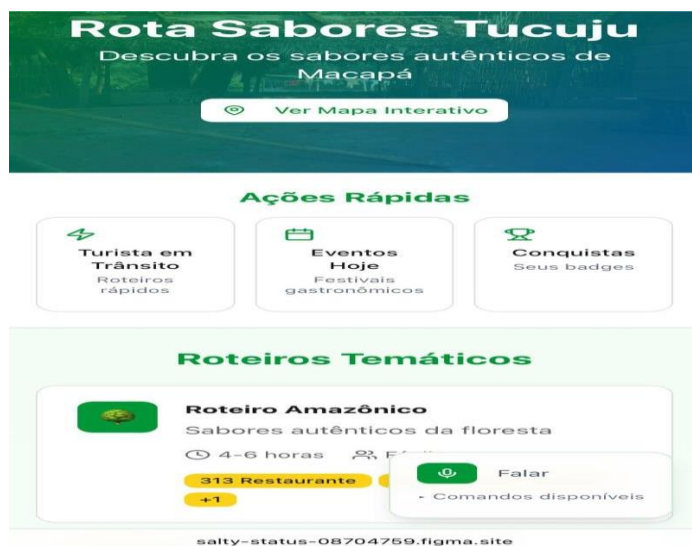 Rota Sabores Tucuju
Descubra os sabores autênticos de
Macapá
Ver Mapa Interativo
Ações Rápidas
Turista em
Trânsito
Roteiros
rápidos
Eventos
Hoje
Festivais
gastronômicos
Conquistas
Seus badges
Roteiros Temáticos
Roteiro Amazônico
Sabores autênticos da floresta
4-6 horas
313 Restaurante
+1
Falar
Comandos disponíveis
salty-status-08704759.figma.site